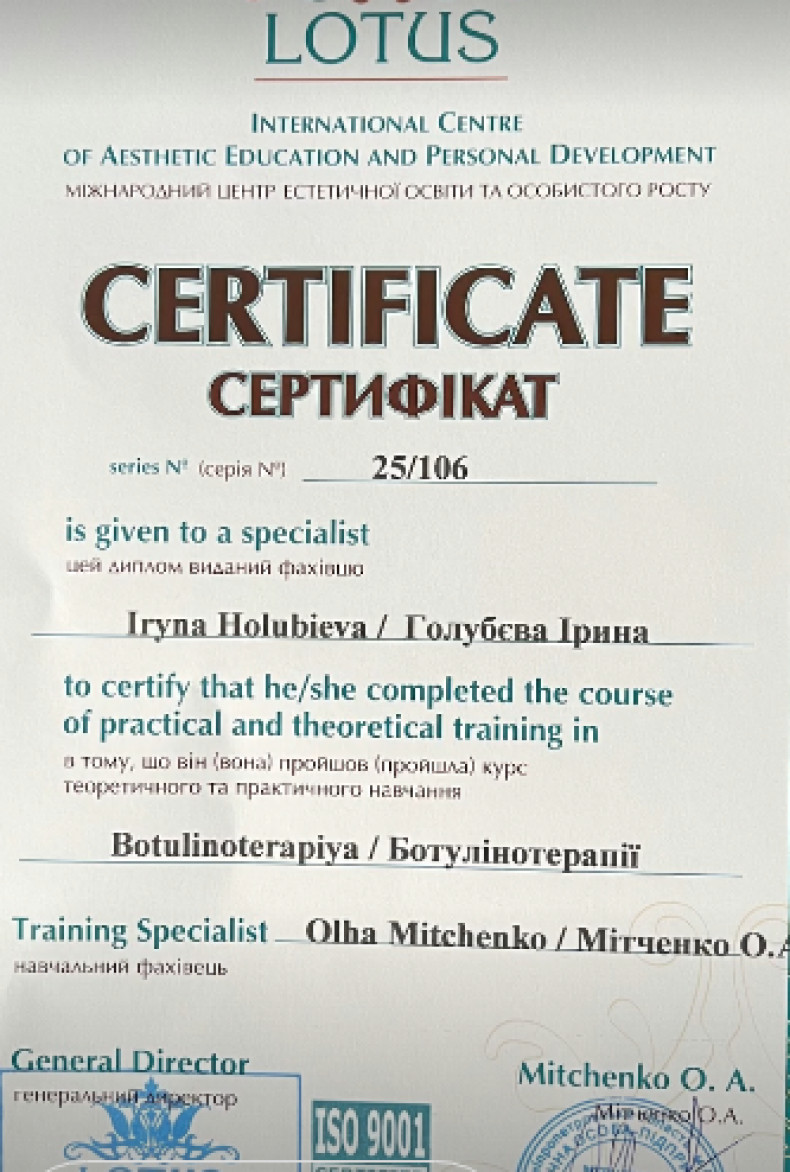 LOTUS
INTERNATIONAL CENTRE
OF AESTHETIC EDUCATION AND PERSONAL DEVELOPMENT
МІЖНАРОДНИЙ ЦЕНТР ЕСТЕТИЧНОЇ ОСВІТИ ТА ОСОБИСТОГО РОСТУ
CERTIFICATE
СЕРТИФІКАТ
series Nº (серія Nº) 25/106
is given to a specialist
цей диплом виданий фахівцю
Iryna Holubieva / Голубєва Ірина
to certify that he/she completed the course
of practical and theoretical training in
в тому, що він (вона) пройшов (пройшла) курс
теоретичного та практичного навчання
Botulinoterapiya / Ботулінотерапії
Training Specialist Olha Mitchenko / Мітченко О.А
навчальний фахівець
General Director Mitchenko O. A.
генеральний директор Мітченко О.А.
ISO 9001
LOTUS